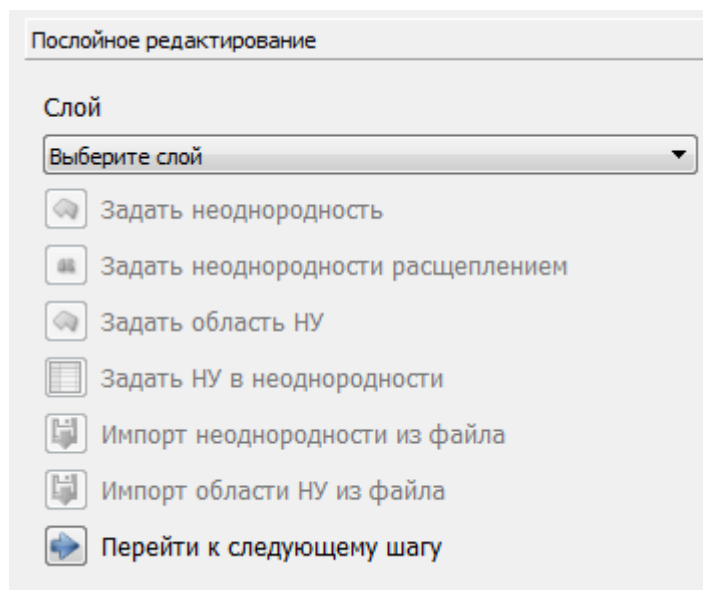 Послойное редактирование
Слой
Выберите слой
Задать неоднородность
Задать неоднородности расщеплением
Задать область НУ
Задать НУ в неоднородности
Импорт неоднородности из файла
Импорт области НУ из файла
Перейти к следующему шагу